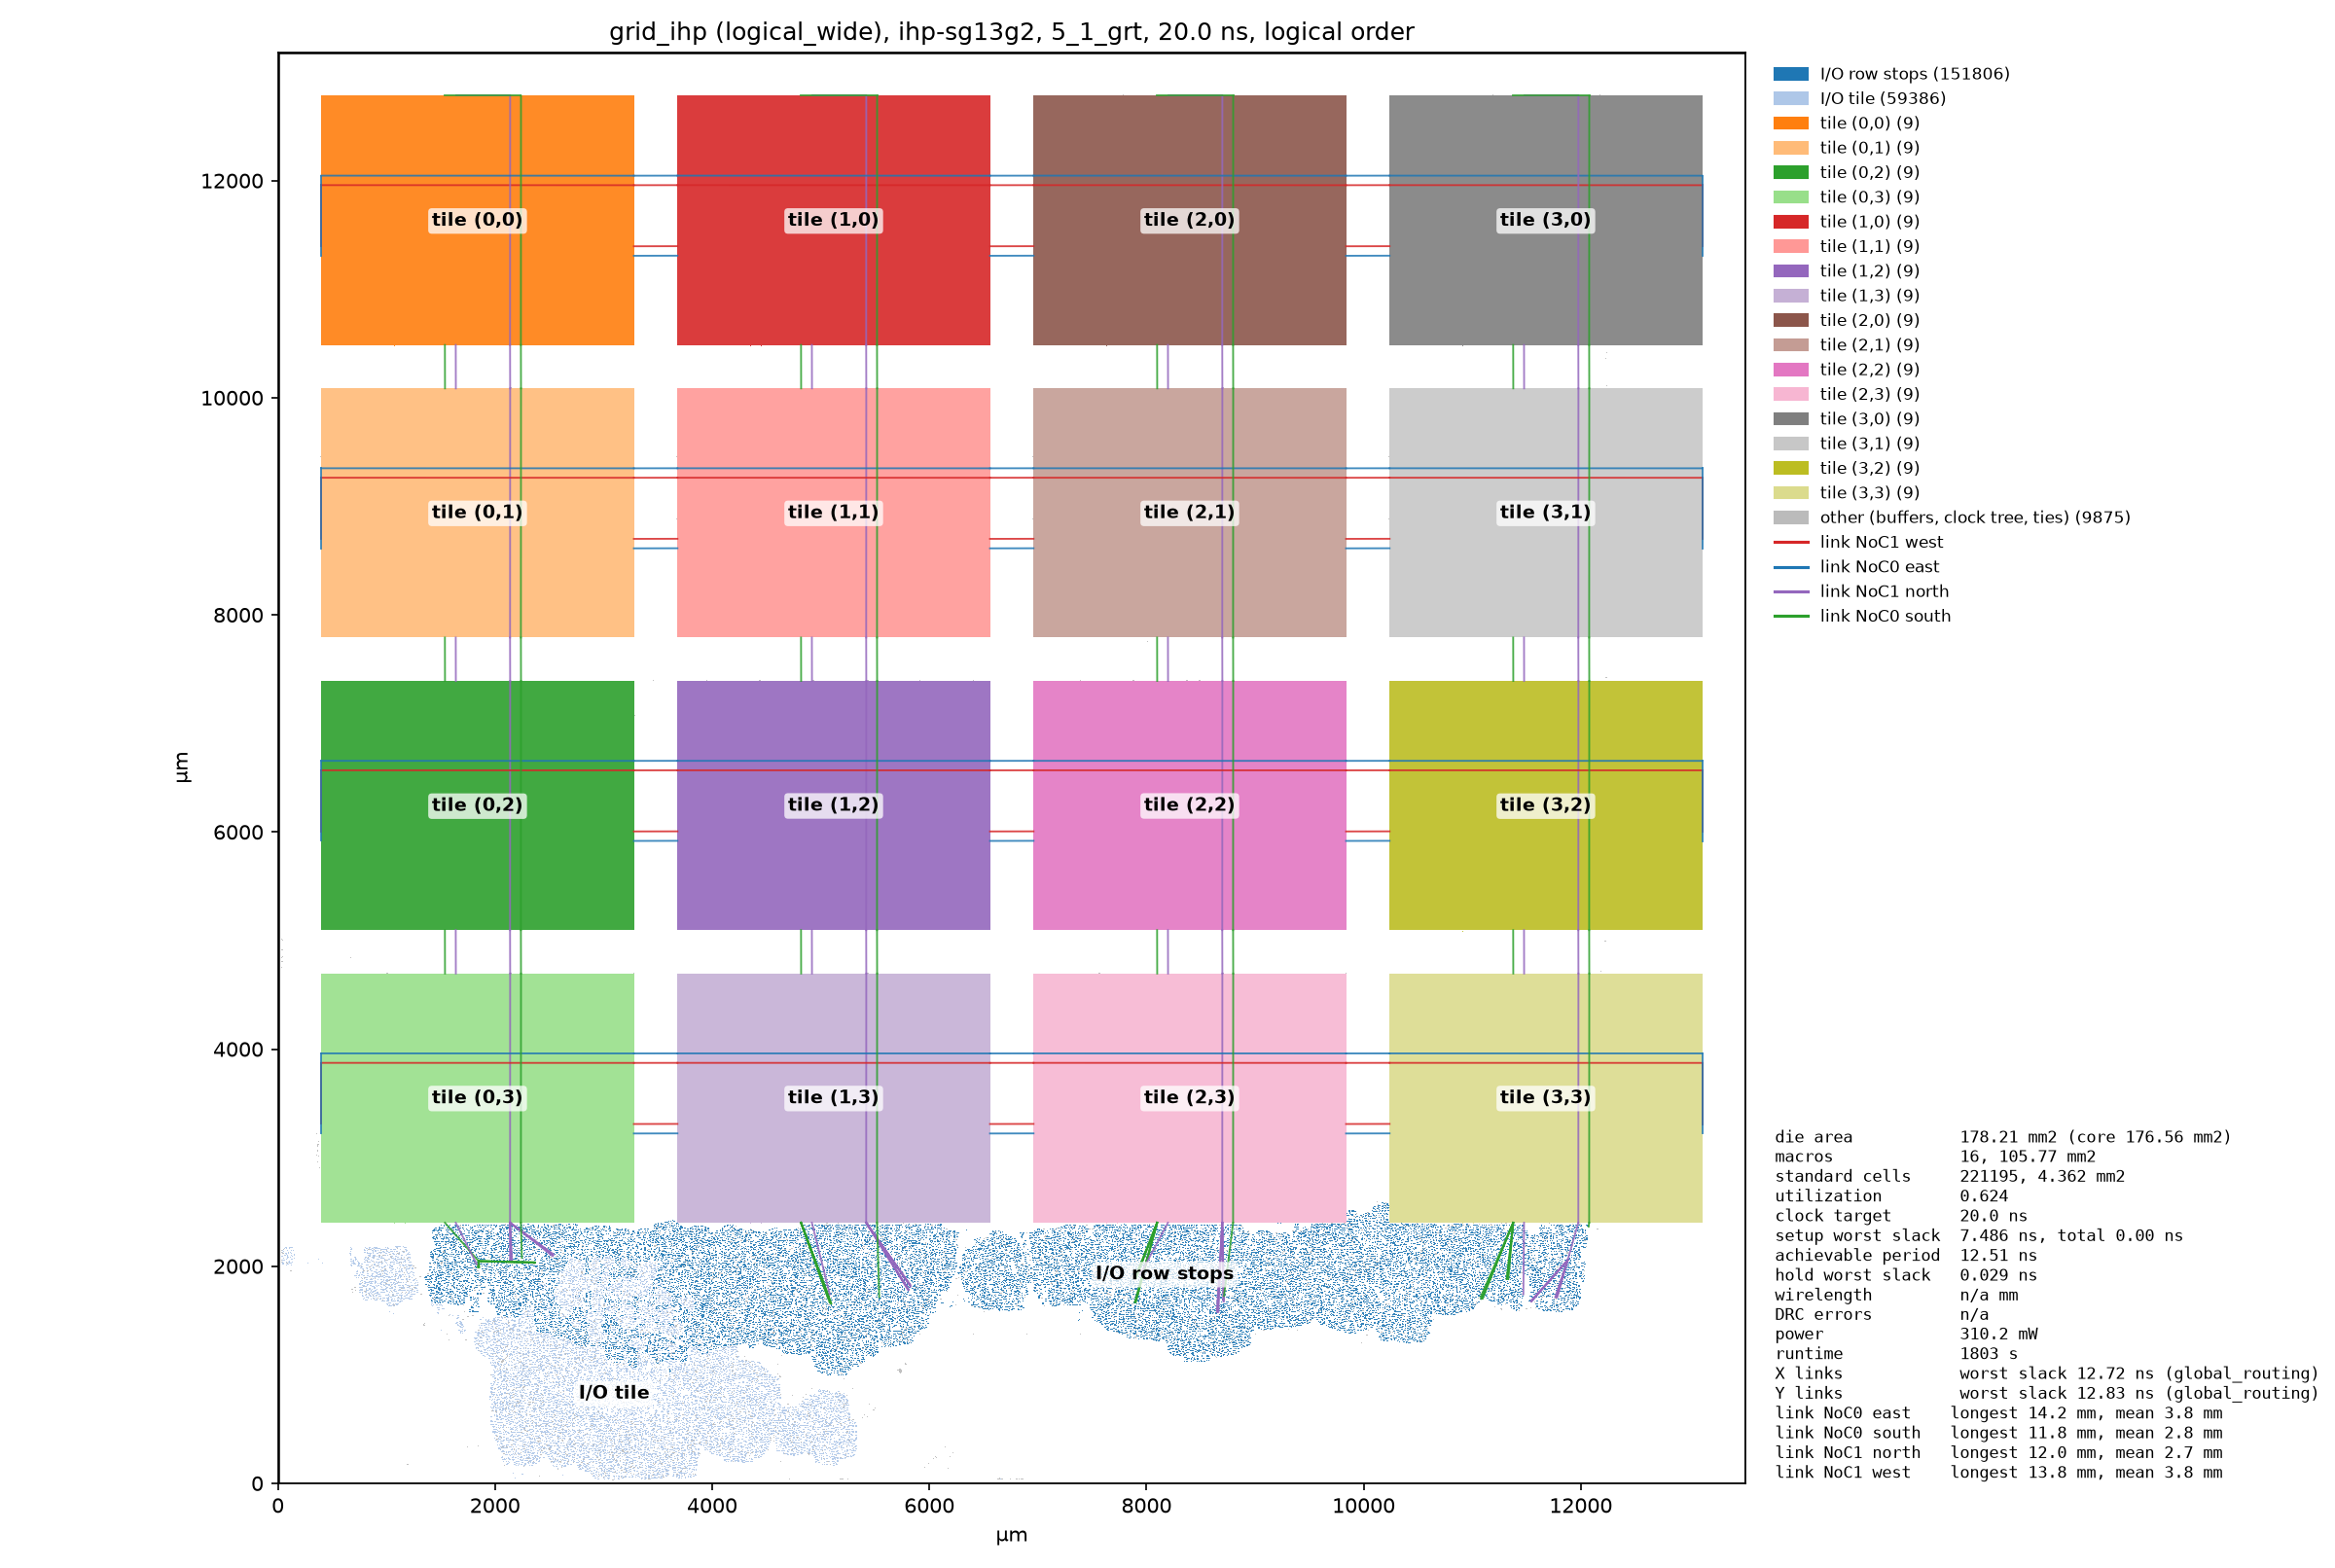 grid_ihp (logical_wide), ihp-sg13g2, 5_1_grt, 20.0 ns, logical order
12000
10000
8000
6000
4000
2000
0
µm
0 2000 4000 6000 8000 10000 12000
µm
tile (0,0) tile (1,0) tile (2,0) tile (3,0)
tile (0,1) tile (1,1) tile (2,1) tile (3,1)
tile (0,2) tile (1,2) tile (2,2) tile (3,2)
tile (0,3) tile (1,3) tile (2,3) tile (3,3)
I/O row stops
I/O tile
I/O row stops (151806)
I/O tile (59386)
tile (0,0) (9)
tile (0,1) (9)
tile (0,2) (9)
tile (0,3) (9)
tile (1,0) (9)
tile (1,1) (9)
tile (1,2) (9)
tile (1,3) (9)
tile (2,0) (9)
tile (2,1) (9)
tile (2,2) (9)
tile (2,3) (9)
tile (3,0) (9)
tile (3,1) (9)
tile (3,2) (9)
tile (3,3) (9)
other (buffers, clock tree, ties) (9875)
link NoC1 west
link NoC0 east
link NoC1 north
link NoC0 south
die area 178.21 mm2 (core 176.56 mm2)
macros 16, 105.77 mm2
standard cells 221195, 4.362 mm2
utilization 0.624
clock target 20.0 ns
setup worst slack 7.486 ns, total 0.00 ns
achievable period 12.51 ns
hold worst slack 0.029 ns
wirelength n/a mm
DRC errors n/a
power 310.2 mW
runtime 1803 s
X links worst slack 12.72 ns (global_routing)
Y links worst slack 12.83 ns (global_routing)
link NoC0 east longest 14.2 mm, mean 3.8 mm
link NoC0 south longest 11.8 mm, mean 2.8 mm
link NoC1 north longest 12.0 mm, mean 2.7 mm
link NoC1 west longest 13.8 mm, mean 3.8 mm